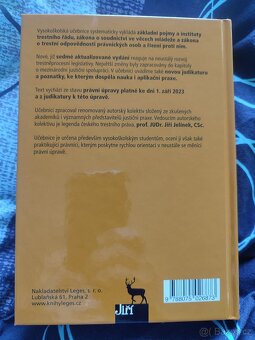 Vysokoškolská učebnice systematicky vykládá základní pojmy a instituty
trestního řádu, zákona o soudnictví ve věcech mládeže a zákona
o trestní odpovědnosti právnických osob a řízení proti nim.
Nové, již sedmé aktualizované vydání reaguje na neustálý
rozvoj legislativy. Největší změny byly zapracovány do kapitoly
o mezinárodní justiční spolupráci. V učebnici uvádíme také novou judikaturu
a poznatky, ke kterým dospěla nauka i aplikační praxe.
Text vychází ze stavu právní úpravy platné ke dni 1. září 2023
a z judikatury k této úpravě.
Učebnici zpracoval renomovaný autorský kolektiv složený ze zkušených
akademiků i významných představitelů justiční praxe. Vedoucím autorského
kolektivu je legenda českého trestního práva, prof. JUDr. Jiří Jelínek, CSc.
Učebnice je určena především vysokoškolským studentům, ocení ji však také
praktikující právníci, kterým poskytne rychlou orientaci v neustále se měnící
právní úpravě.
Nakladatelství Leges, s. r. o.
Lublaňská 61, Praha 2
www.knihyleges.cz
9 788075 026873
Jiří